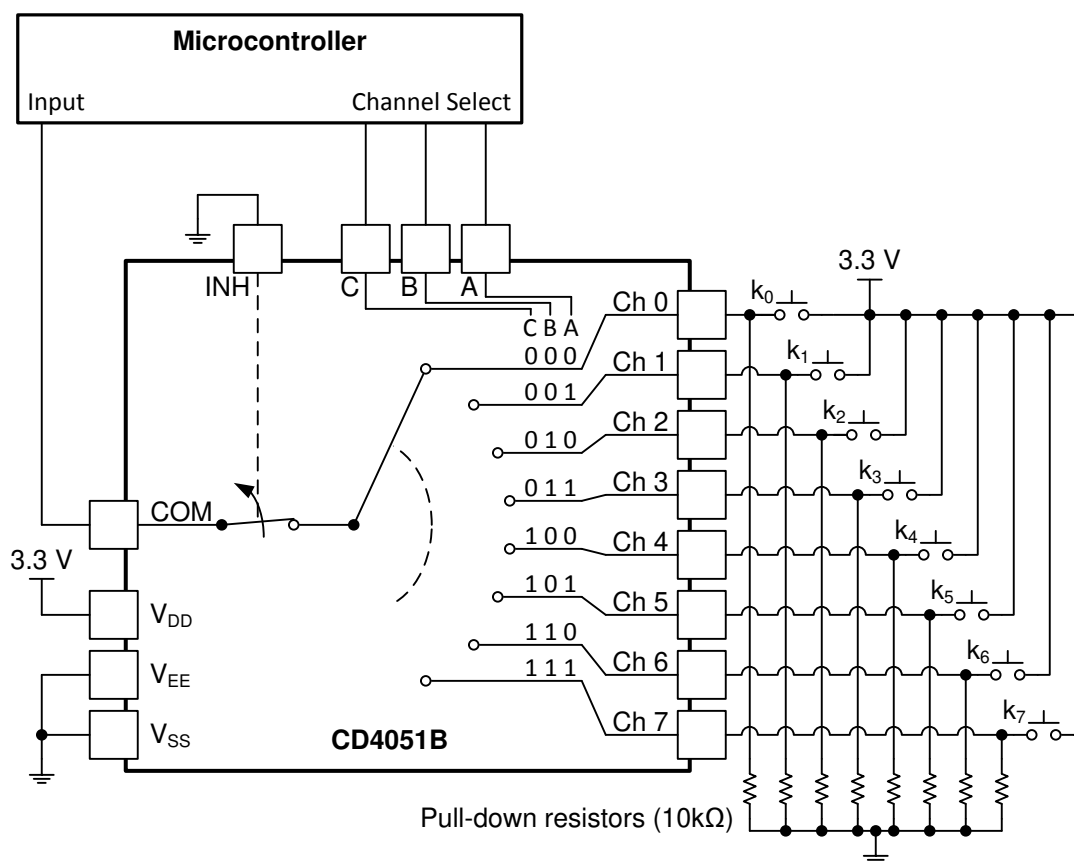 Microcontroller
Input
Channel Select
3.3 V
INH
C
B
A
C B A
Ch 0
k0
0 0 0
Ch 1
k1
0 0 1
Ch 2
k2
0 1 0
Ch 3
k3
0 1 1
COM
Ch 4
k4
1 0 0
3.3 V
Ch 5
k5
1 0 1
VDD
Ch 6
k6
1 1 0
VEE
Ch 7
k7
1 1 1
VSS
CD4051B
Pull-down resistors (10kΩ)